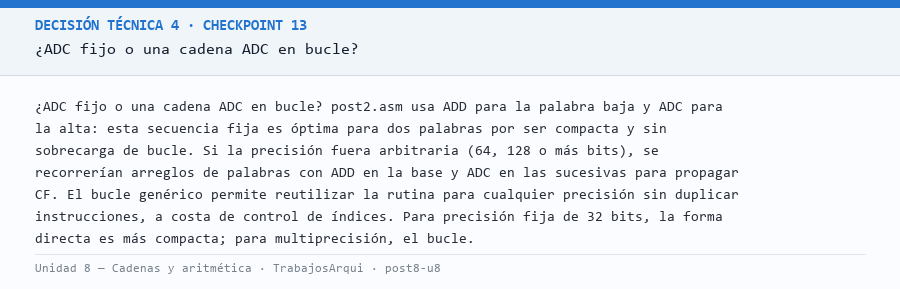 DECISIÓN TÉCNICA 4 · CHECKPOINT 13
¿ADC fijo o una cadena ADC en bucle?
¿ADC fijo o una cadena ADC en bucle? post2.asm usa ADD para la palabra baja y ADC para
la alta: esta secuencia fija es óptima para dos palabras por ser compacta y sin
sobrecarga de bucle. Si la precisión fuera arbitraria (64, 128 o más bits), se
recorrerían arreglos de palabras con ADD en la base y ADC en las sucesivas para propagar
CF. El bucle genérico permite reutilizar la rutina para cualquier precisión sin duplicar
instrucciones, a costa de control de índices. Para precisión fija de 32 bits, la forma
directa es más compacta; para multiprecisión, el bucle.
Unidad 8 — Cadenas y aritmética · TrabajosArqui · post8-u8